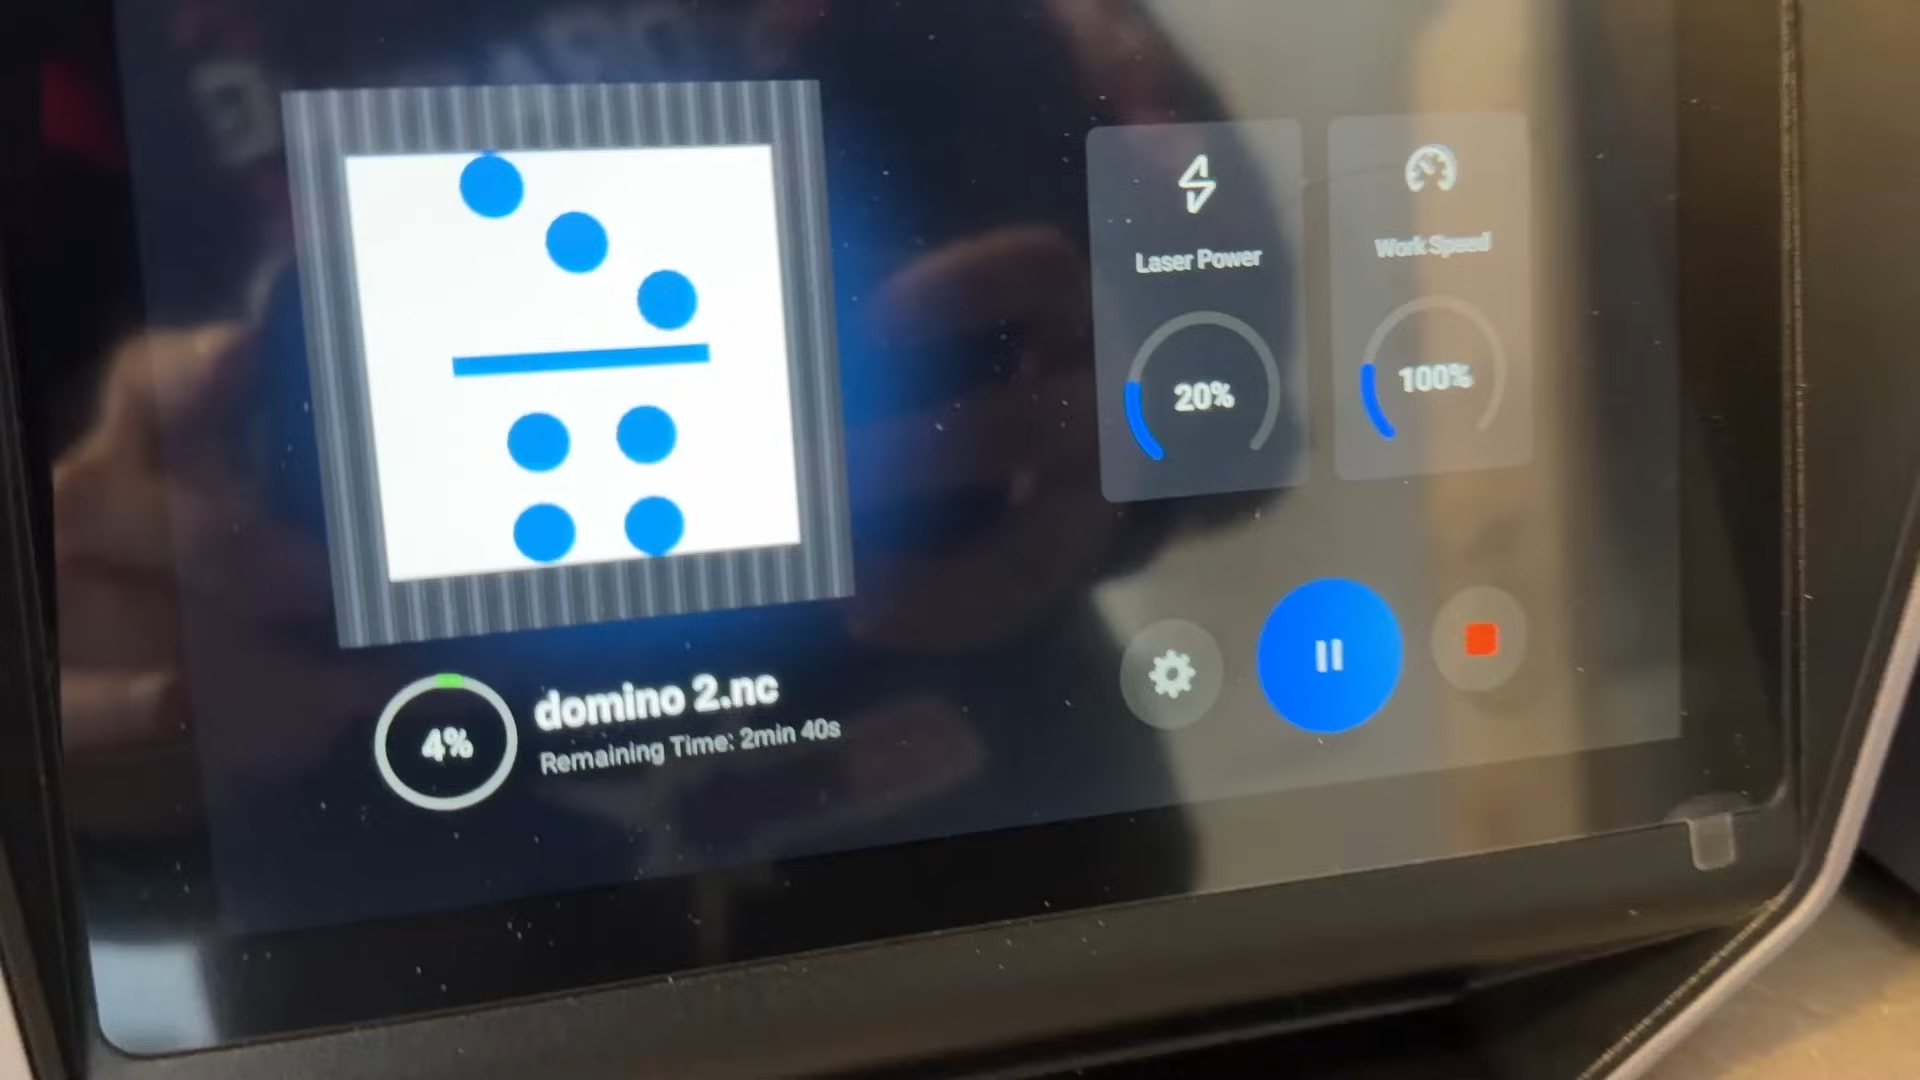 Laser Power
Work Speed
20%
100%
4%
domino 2.nc
Remaining Time: 2min 40s